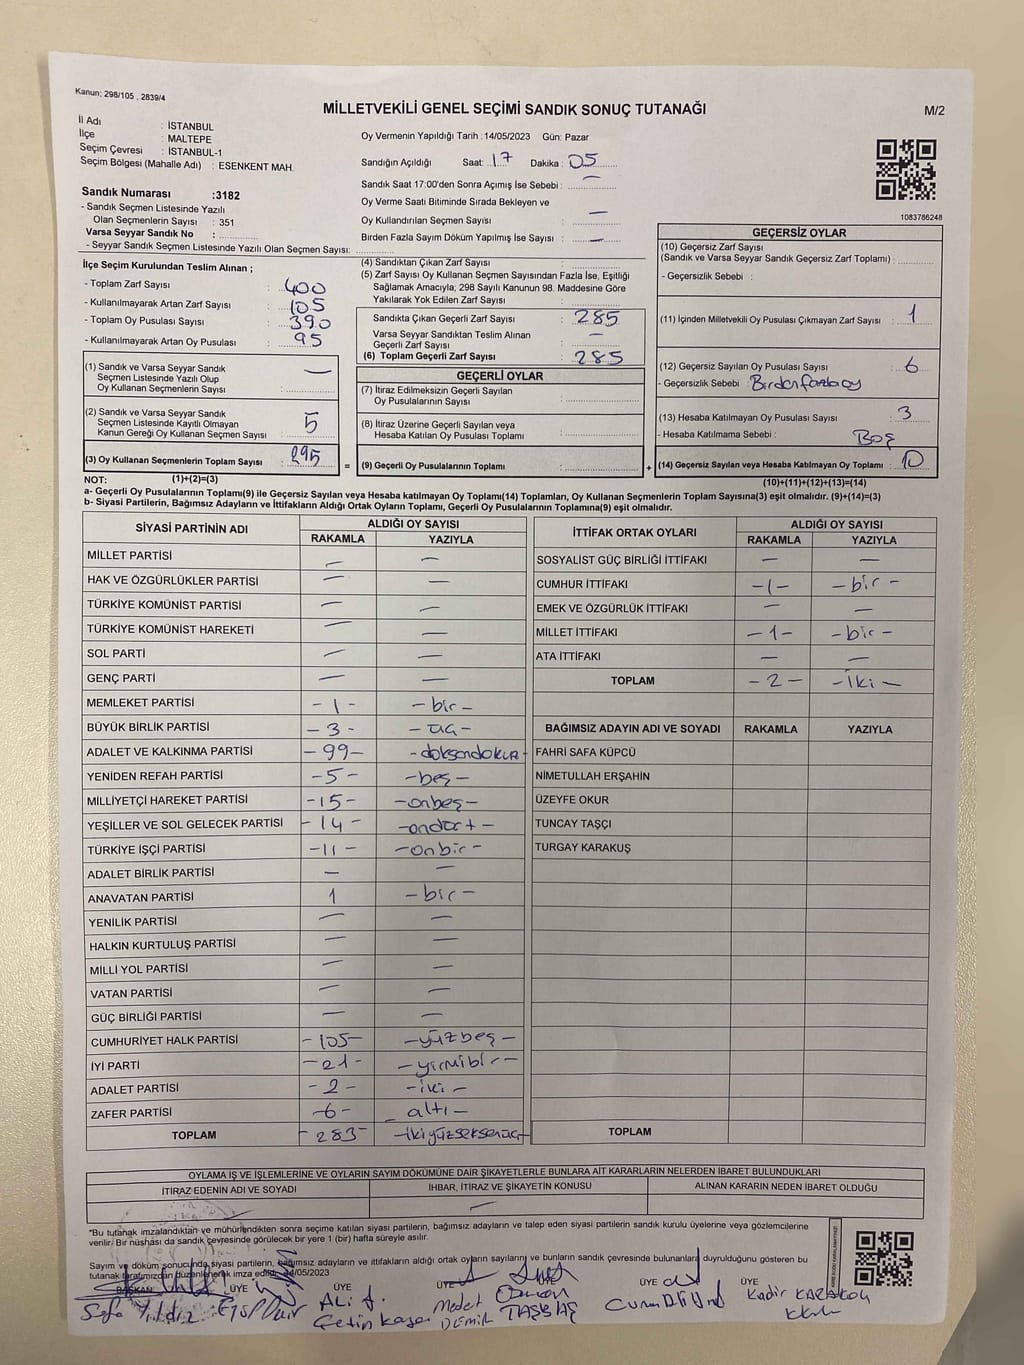 Kanun; 298/105 , 2839/4
MİLLETVEKİLİ GENEL SEÇİMİ SANDIK SONUÇ TUTANAĞI
M/2
İl Adı : İSTANBUL
İlçe : MALTEPE
Seçim Çevresi : İSTANBUL-1
Seçim Bölgesi (Mahalle Adı) : ESENKENT MAH.
Sandık Numarası :3182
- Sandık Seçmen Listesinde Yazılı
Olan Seçmenlerin Sayısı : 351
Varsa Seyyar Sandık No :
- Seyyar Sandık Seçmen Listesinde Yazılı Olan Seçmen Sayısı:
Oy Vermenin Yapıldığı Tarih :14/05/2023 Gün: Pazar
Sandığın Açıldığı Saat: 17 Dakika : 05
Sandık Saat 17:00'den Sonra Açımış İse Sebebi : —
Oy Verme Saati Bitiminde Sırada Bekleyen ve
Oy Kullandırılan Seçmen Sayısı : —
Birden Fazla Sayım Döküm Yapılmış İse Sayısı : —
1083786248
İlçe Seçim Kurulundan Teslim Alınan ;
- Toplam Zarf Sayısı : 400
- Kullanılmayarak Artan Zarf Sayısı : 105
- Toplam Oy Pusulası Sayısı : 390
- Kullanılmayarak Artan Oy Pusulası : 95
(1) Sandık ve Varsa Seyyar Sandık
Seçmen Listesinde Yazılı Olup
Oy Kullanan Seçmenlerin Sayısı : —
(2) Sandık ve Varsa Seyyar Sandık
Seçmen Listesinde Kayıtlı Olmayan
Kanun Gereği Oy Kullanan Seçmen Sayısı : 5
(3) Oy Kullanan Seçmenlerin Toplam Sayısı : 295
(4) Sandıktan Çıkan Zarf Sayısı :
(5) Zarf Sayısı Oy Kullanan Seçmen Sayısından Fazla İse, Eşitliği
Sağlamak Amacıyla; 298 Sayılı Kanunun 98. Maddesine Göre
Yakılarak Yok Edilen Zarf Sayısı :
Sandıkta Çıkan Geçerli Zarf Sayısı : 285
Varsa Seyyar Sandıktan Teslim Alınan
Geçerli Zarf Sayısı : —
(6) Toplam Geçerli Zarf Sayısı : 285
GEÇERLİ OYLAR
(7) İtiraz Edilmeksizin Geçerli Sayılan
Oy Pusulalarının Sayısı :
(8) İtiraz Üzerine Geçerli Sayılan veya
Hesaba Katılan Oy Pusulası Toplamı :
= (9) Geçerli Oy Pusulalarının Toplamı :
GEÇERSİZ OYLAR
(10) Geçersiz Zarf Sayısı
(Sandık ve Varsa Seyyar Sandık Geçersiz Zarf Toplamı) :
- Geçersizlik Sebebi :
(11) İçinden Milletvekili Oy Pusulası Çıkmayan Zarf Sayısı : 1
(12) Geçersiz Sayılan Oy Pusulası Sayısı : 6
- Geçersizlik Sebebi : Birden fazla oy
(13) Hesaba Katılmayan Oy Pusulası Sayısı : 3
- Hesaba Katılmama Sebebi : Boş
+ (14) Geçersiz Sayılan veya Hesaba Katılmayan Oy Toplamı : 10
NOT: (1)+(2)=(3)
(10)+(11)+(12)+(13)=(14)
a- Geçerli Oy Pusulalarının Toplamı(9) ile Geçersiz Sayılan veya Hesaba katılmayan Oy Toplamı(14) Toplamları, Oy Kullanan Seçmenlerin Toplam Sayısına(3) eşit olmalıdır. (9)+(14)=(3)
b- Siyasi Partilerin, Bağımsız Adayların ve İttifakların Aldığı Ortak Oyların Toplamı, Geçerli Oy Pusulalarının Toplamına(9) eşit olmalıdır.
SİYASİ PARTİNİN ADI ALDIĞI OY SAYISI
RAKAMLA YAZIYLA
MİLLET PARTİSİ — —
HAK VE ÖZGÜRLÜKLER PARTİSİ — —
TÜRKİYE KOMÜNİST PARTİSİ — —
TÜRKİYE KOMÜNİST HAREKETİ — —
SOL PARTİ — —
GENÇ PARTİ — —
MEMLEKET PARTİSİ -1- -bir-
BÜYÜK BİRLİK PARTİSİ -3- -üç-
ADALET VE KALKINMA PARTİSİ -99- -doksandokuz-
YENİDEN REFAH PARTİSİ -5- -beş-
MİLLİYETÇİ HAREKET PARTİSİ -15- -onbeş-
YEŞİLLER VE SOL GELECEK PARTİSİ -14- -ondört-
TÜRKİYE İŞÇİ PARTİSİ -11- -onbir-
ADALET BİRLİK PARTİSİ — —
ANAVATAN PARTİSİ 1 -bir-
YENİLİK PARTİSİ — —
HALKIN KURTULUŞ PARTİSİ — —
MİLLİ YOL PARTİSİ — —
VATAN PARTİSİ — —
GÜÇ BİRLİĞİ PARTİSİ — —
CUMHURİYET HALK PARTİSİ -105- -yüzbeş-
İYİ PARTİ -21- -yirmibir-
ADALET PARTİSİ -2- -iki-
ZAFER PARTİSİ -6- -altı-
TOPLAM -283- -ikiyüzseksenüç-
İTTİFAK ORTAK OYLARI ALDIĞI OY SAYISI
RAKAMLA YAZIYLA
SOSYALİST GÜÇ BİRLİĞİ İTTİFAKI — —
CUMHUR İTTİFAKI -1- -bir-
EMEK VE ÖZGÜRLÜK İTTİFAKI — —
MİLLET İTTİFAKI -1- -bir-
ATA İTTİFAKI — —
TOPLAM -2- -iki-
BAĞIMSIZ ADAYIN ADI VE SOYADI RAKAMLA YAZIYLA
FAHRİ SAFA KÜPCÜ
NİMETULLAH ERŞAHİN
ÜZEYFE OKUR
TUNCAY TAŞÇI
TURGAY KARAKUŞ
TOPLAM
OYLAMA İŞ VE İŞLEMLERİNE VE OYLARIN SAYIM DÖKÜMÜNE DAİR ŞİKAYETLERLE BUNLARA AİT KARARLARIN NELERDEN İBARET BULUNDUKLARI
İTİRAZ EDENİN ADI VE SOYADI İHBAR, İTİRAZ VE ŞİKAYETİN KONUSU ALINAN KARARIN NEDEN İBARET OLDUĞU
"Bu tutanak imzalandıktan ve mühürlendikten sonra seçime katılan siyasi partilerin, bağımsız adayların ve talep eden siyasi partilerin sandık kurulu üyelerine veya gözlemcilerine
verilir. Bir nüshası da sandık çevresinde görülecek bir yere 1 (bir) hafta süreyle asılır.
Sayım ve döküm sonucunda siyasi partilerin, bağımsız adayların ve ittifakların aldığı ortak oyların sayılarını ve bunların sandık çevresinde bulunanlara duyrulduğunu gösteren bu
tutanak tarafımızdan düzenlenerek imza edildi. 14/05/2023
BAŞKAN ÜYE ÜYE ÜYE ÜYE ÜYE ÜYE
Safa Yıldız
Medet DEMİR
Osman TAŞBAŞ
Kadir KARAKOÇ